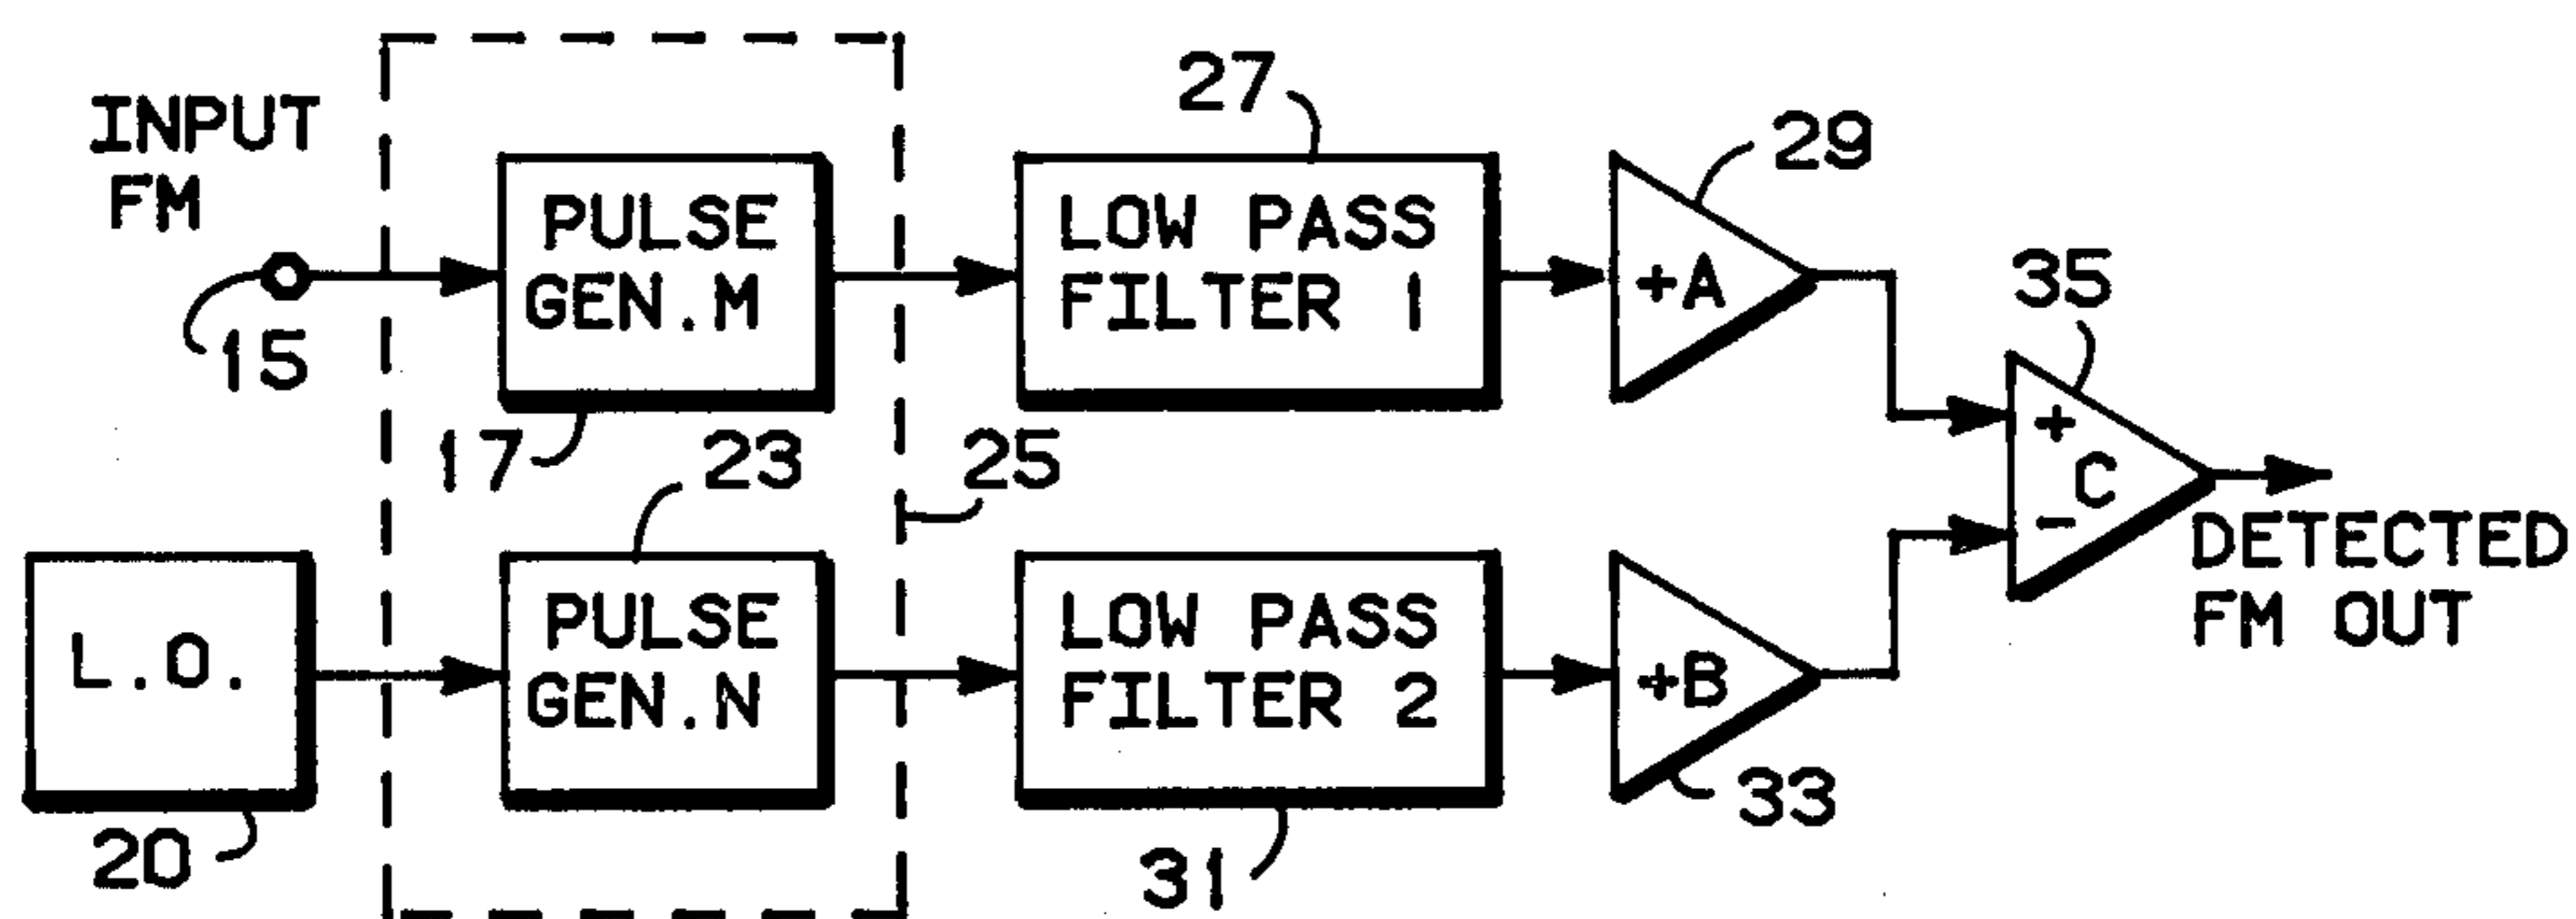 INPUT
FM
15
PULSE
GEN.M
17
27
LOW PASS
FILTER 1
29
+A
35
+
C
-
DETECTED
FM OUT
L.O.
20
23
PULSE
GEN.N
25
LOW PASS
FILTER 2
31
+B
33